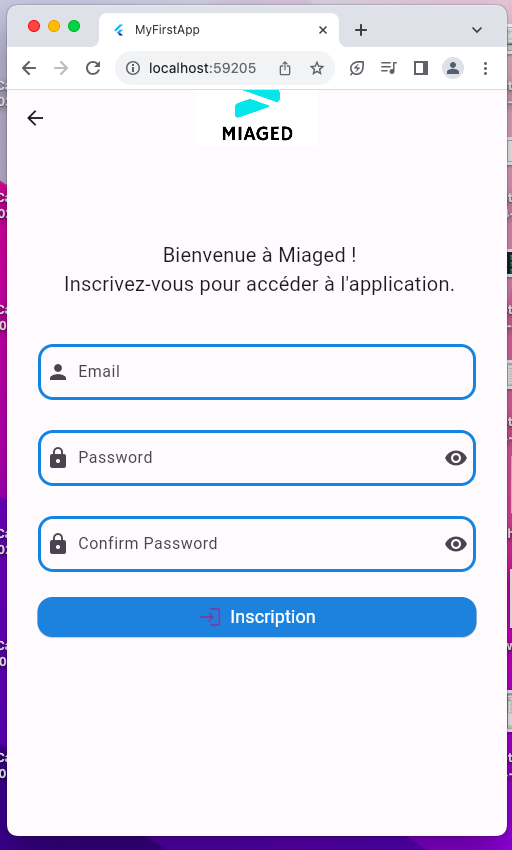 MyFirstApp
localhost:59205
MIAGED
Bienvenue à Miaged !
Inscrivez-vous pour accéder à l'application.
Email
Password
Confirm Password
Inscription